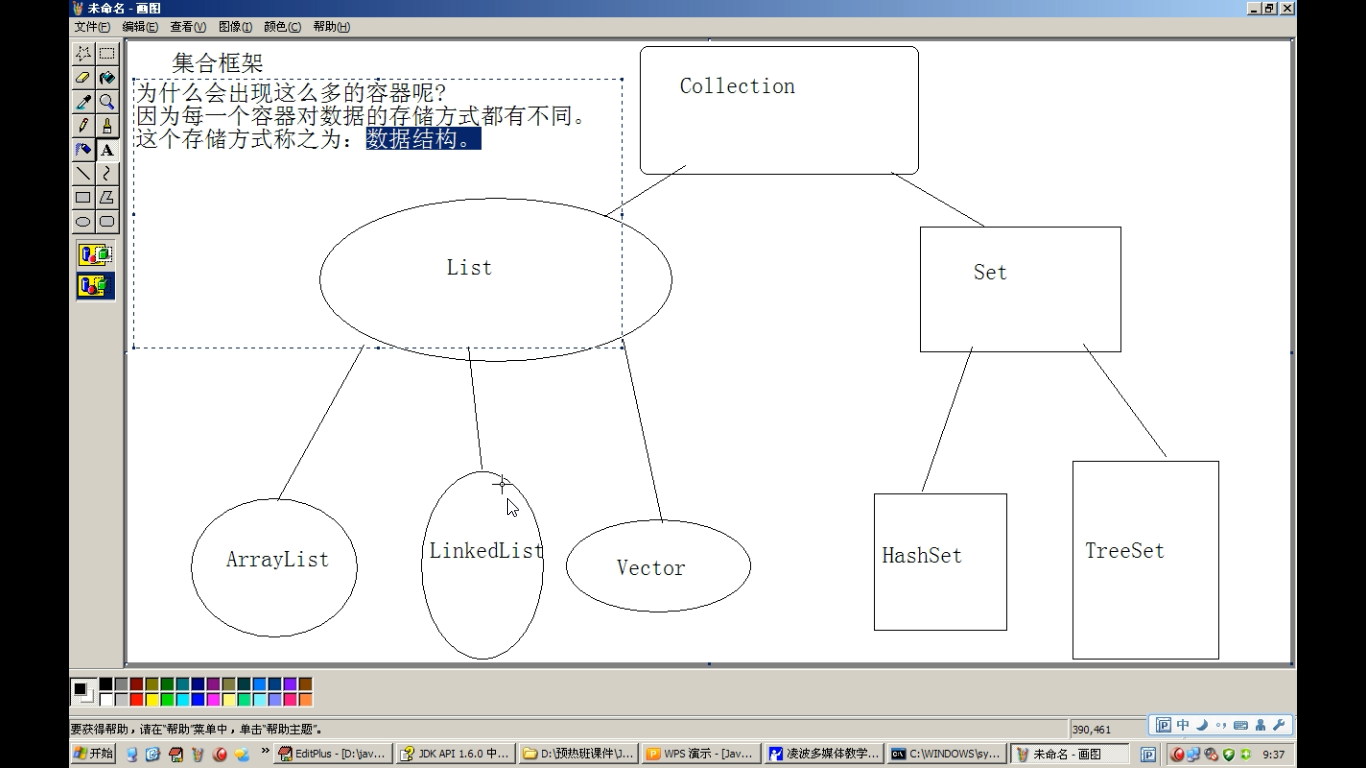 未命名 - 画图
文件(F) 编辑(E) 查看(V) 图像(I) 颜色(C) 帮助(H)
集合框架
为什么会出现这么多的容器呢?
因为每一个容器对数据的存储方式都有不同。
这个存储方式称之为：数据结构。
Collection
List
Set
ArrayList
LinkedList
Vector
HashSet
TreeSet
要获得帮助，请在“帮助”菜单中，单击“帮助主题”。
390,461
中
开始
EditPlus - [D:\jav...
JDK API 1.6.0 中...
D:\预热班课件\J...
WPS 演示 - [Jav...
凌波多媒体教学...
C:\WINDOWS\sy...
未命名 - 画图
9:37